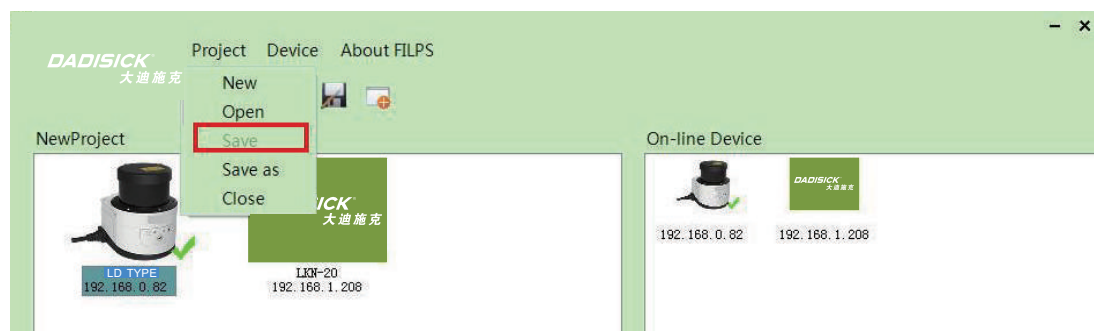 DADISICK
大迪施克
Project Device About FILPS
New
Open
Save
Save as
Close
NewProject
On-line Device
ICK
大迪施克
LD TYPE
192.168.0.82
LKN-20
192.168.1.208
DADISICK
大迪施克
192.168.0.82
192.168.1.208